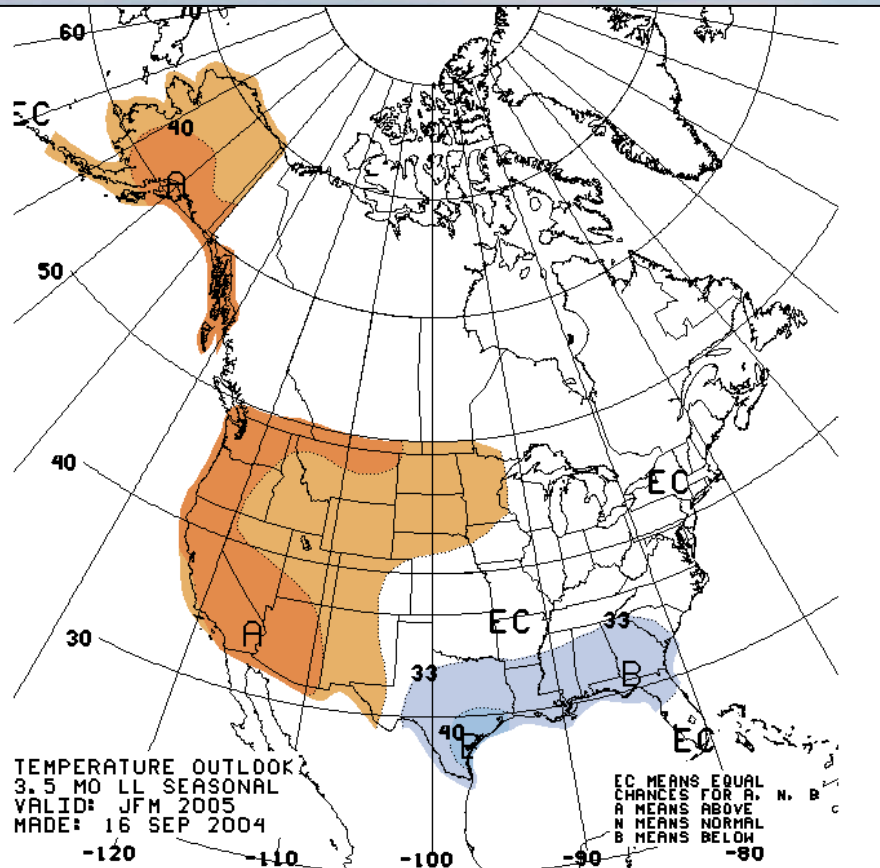 70
60
EC
40
A
50
40
EC
A
EC
33
30
33
B
40
B
EC
TEMPERATURE OUTLOOK
3.5 MO LL SEASONAL
VALID: JFM 2005
MADE: 16 SEP 2004
EC MEANS EQUAL
CHANCES FOR A, N, B
A MEANS ABOVE
N MEANS NORMAL
B MEANS BELOW
-120
-110
-100
-90
-80